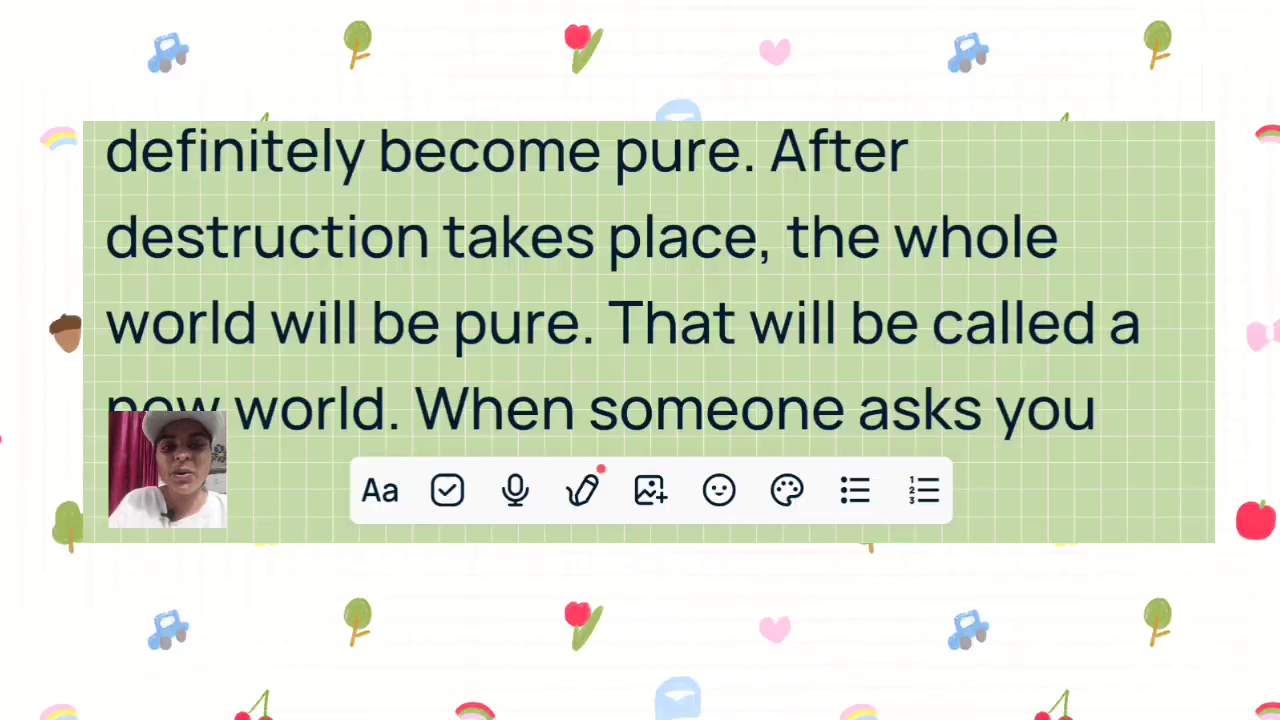 definitely become pure. After
destruction takes place, the whole
world will be pure. That will be called a
new world. When someone asks you
Aa